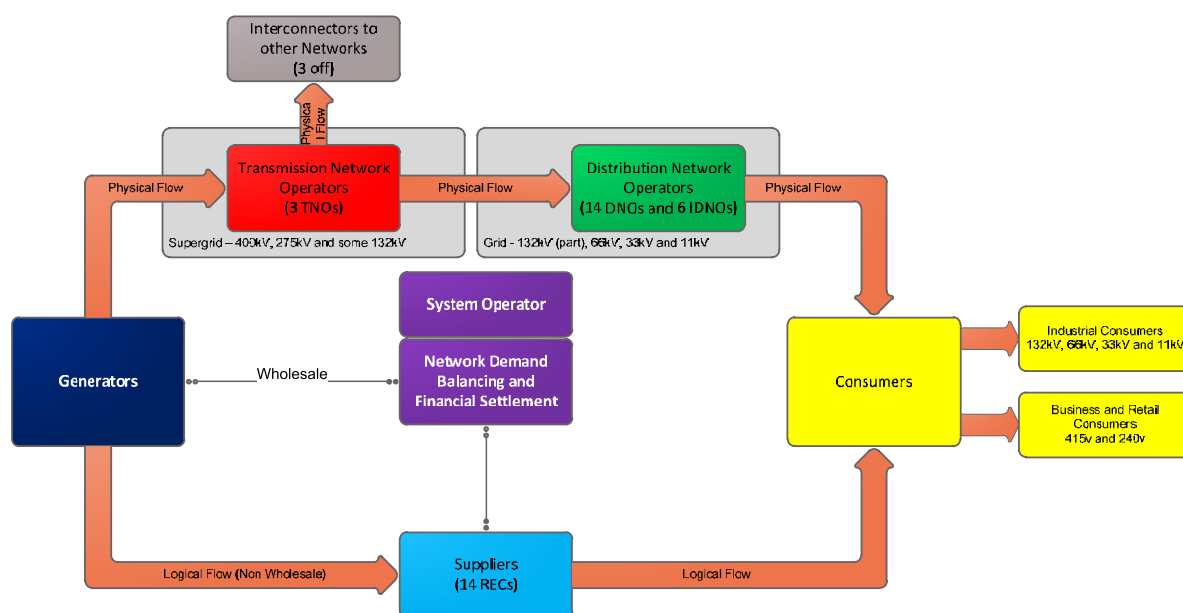 Interconnectors to
other Networks
(3 off)
Physica
l Flow
Transmission Network
Operators
(3 TNOs)
Distribution Network
Operators
(14 DNOs and 6 IDNOs)
Physical Flow
Physical Flow
Physical Flow
Supergrid – 400kV, 275kV and some 132kV
Grid - 132kV (part), 66kV, 33kV and 11kV
System Operator
Network Demand
Balancing and
Financial Settlement
Generators
Wholesale
Consumers
Industrial Consumers
132kV, 66kV, 33kV and 11kV
Business and Retail
Consumers
415v and 240v
Logical Flow (Non Wholesale)
Suppliers
(14 RECs)
Logical Flow